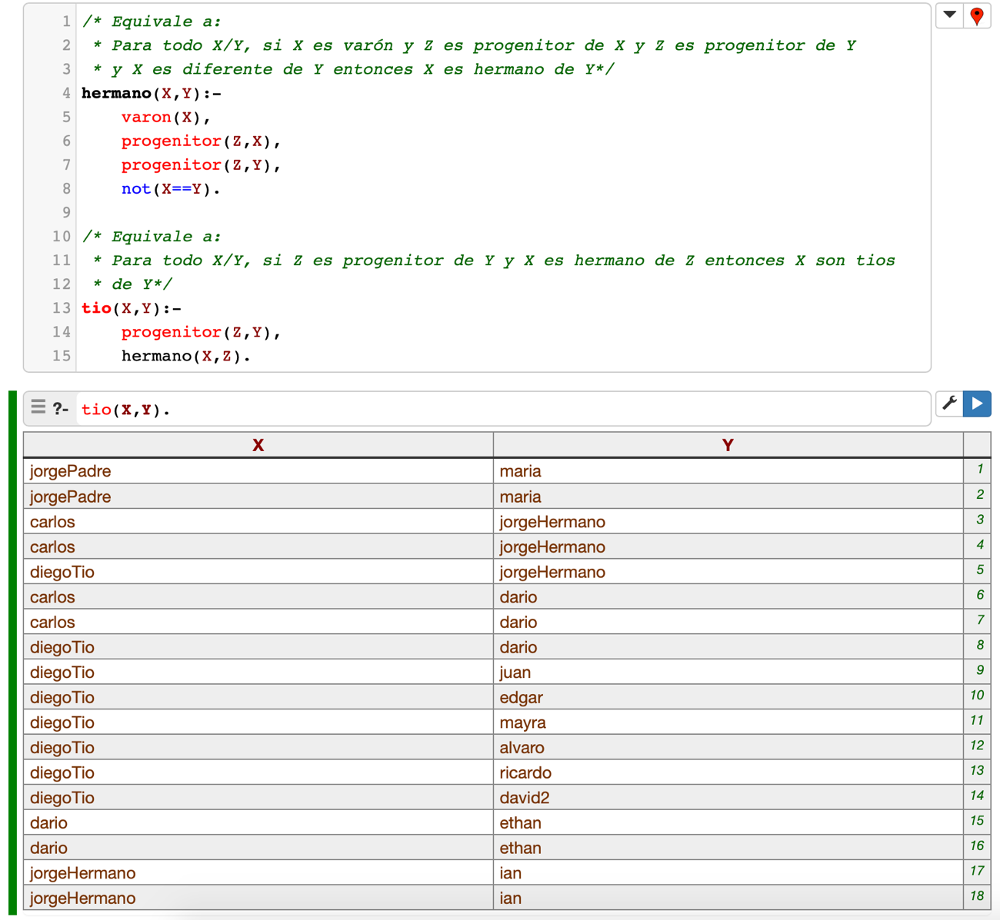 1 /* Equivale a:
2  * Para todo X/Y, si X es varón y Z es progenitor de X y Z es progenitor de Y
3  * y X es diferente de Y entonces X es hermano de Y*/
4 hermano(X,Y):-
5     varon(X),
6     progenitor(Z,X),
7     progenitor(Z,Y),
8     not(X==Y).
9
10 /* Equivale a:
11  * Para todo X/Y, si Z es progenitor de Y y X es hermano de Z entonces X son tios
12  * de Y*/
13 tio(X,Y):-
14     progenitor(Z,Y),
15     hermano(X,Z).
?- tio(X,Y).
X Y
jorgePadre maria 1
jorgePadre maria 2
carlos jorgeHermano 3
carlos jorgeHermano 4
diegoTio jorgeHermano 5
carlos dario 6
carlos dario 7
diegoTio dario 8
diegoTio juan 9
diegoTio edgar 10
diegoTio mayra 11
diegoTio alvaro 12
diegoTio ricardo 13
diegoTio david2 14
dario ethan 15
dario ethan 16
jorgeHermano ian 17
jorgeHermano ian 18